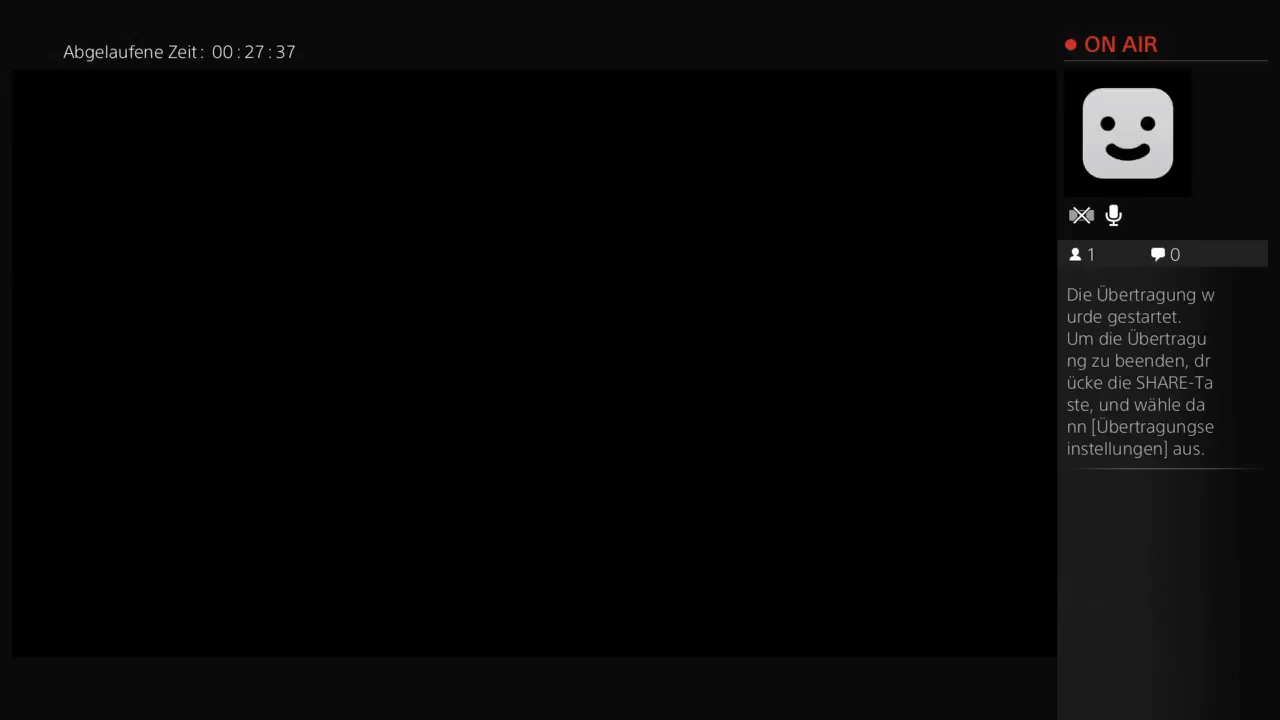 Abgelaufene Zeit: 00:27:37
ON AIR
1 0
Die Übertragung w
urde gestartet.
Um die Übertragu
ng zu beenden, dr
ücke die SHARE-Ta
ste, und wähle da
nn [Übertragungse
instellungen] aus.